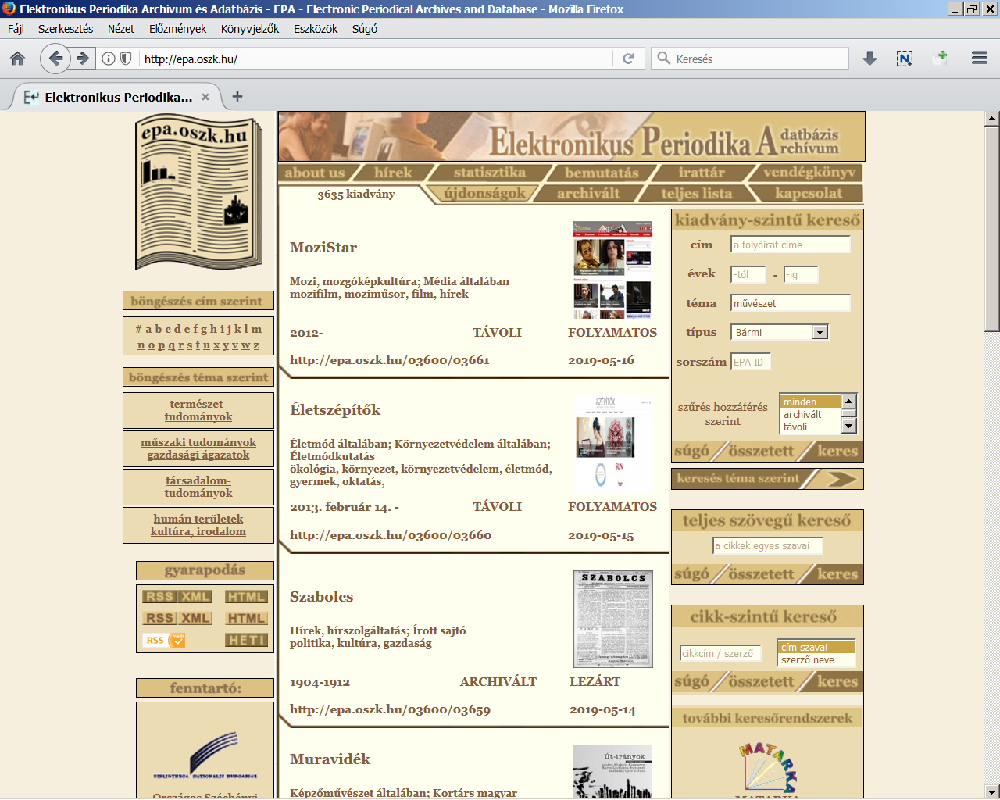 Elektronikus Periodika Archívum és Adatbázis - EPA - Electronic Periodical Archives and Database - Mozilla Firefox
Fájl Szerkesztés Nézet Előzmények Könyvjelzők Eszközök Súgó
http://epa.oszk.hu/
Keresés
Elektronikus Periodika...
epa.oszk.hu
Elektronikus Periodika Adatbázis Archívum
about us hírek statisztika bemutatás irattár vendégkönyv
3635 kiadvány újdonságok archivált teljes lista kapcsolat
böngészés cím szerint
# a b c d e f g h i j k l m
n o p q r s t u x y v w z
böngészés téma szerint
természet-
tudományok
műszaki tudományok
gazdasági ágazatok
társadalom-
tudományok
humán területek
kultúra, irodalom
gyarapodás
RSS XML HTML
RSS XML HTML
RSS HETI
fenntartó:
BIBLIOTHECA NATIONALIS HUNGARIAE
Országos Széchényi
MoziStar
Mozi, mozgóképkultúra; Média általában
mozifilm, moziműsor, film, hírek
2012- TÁVOLI FOLYAMATOS
http://epa.oszk.hu/03600/03661 2019-05-16
Életszépítők
Életmód általában; Környezetvédelem általában;
Életmódkutatás
ökológia, környezet, környezetvédelem, életmód,
gyermek, oktatás,
2013. február 14. - TÁVOLI FOLYAMATOS
http://epa.oszk.hu/03600/03660 2019-05-15
SZÉPÍTŐK
SUN
Szabolcs
Hírek, hírszolgáltatás; Írott sajtó
politika, kultúra, gazdaság
1904-1912 ARCHIVÁLT LEZÁRT
http://epa.oszk.hu/03600/03659 2019-05-14
SZABOLCS
Muravidék
Képzőművészet általában; Kortárs magyar
Út-irányok
kiadvány-szintű kereső
cím a folyóirat címe
évek -tól - -ig
téma művészet
típus Bármi
sorszám EPA ID
szűrés hozzáférés
szerint
minden
archivált
távoli
súgó összetett keres
keresés téma szerint
teljes szövegű kereső
a cikkek egyes szavai
súgó összetett keres
cikk-szintű kereső
cikkcím / szerző
cím szavai
szerző neve
súgó összetett keres
további keresőrendszerek
MATARKA
MATARKA